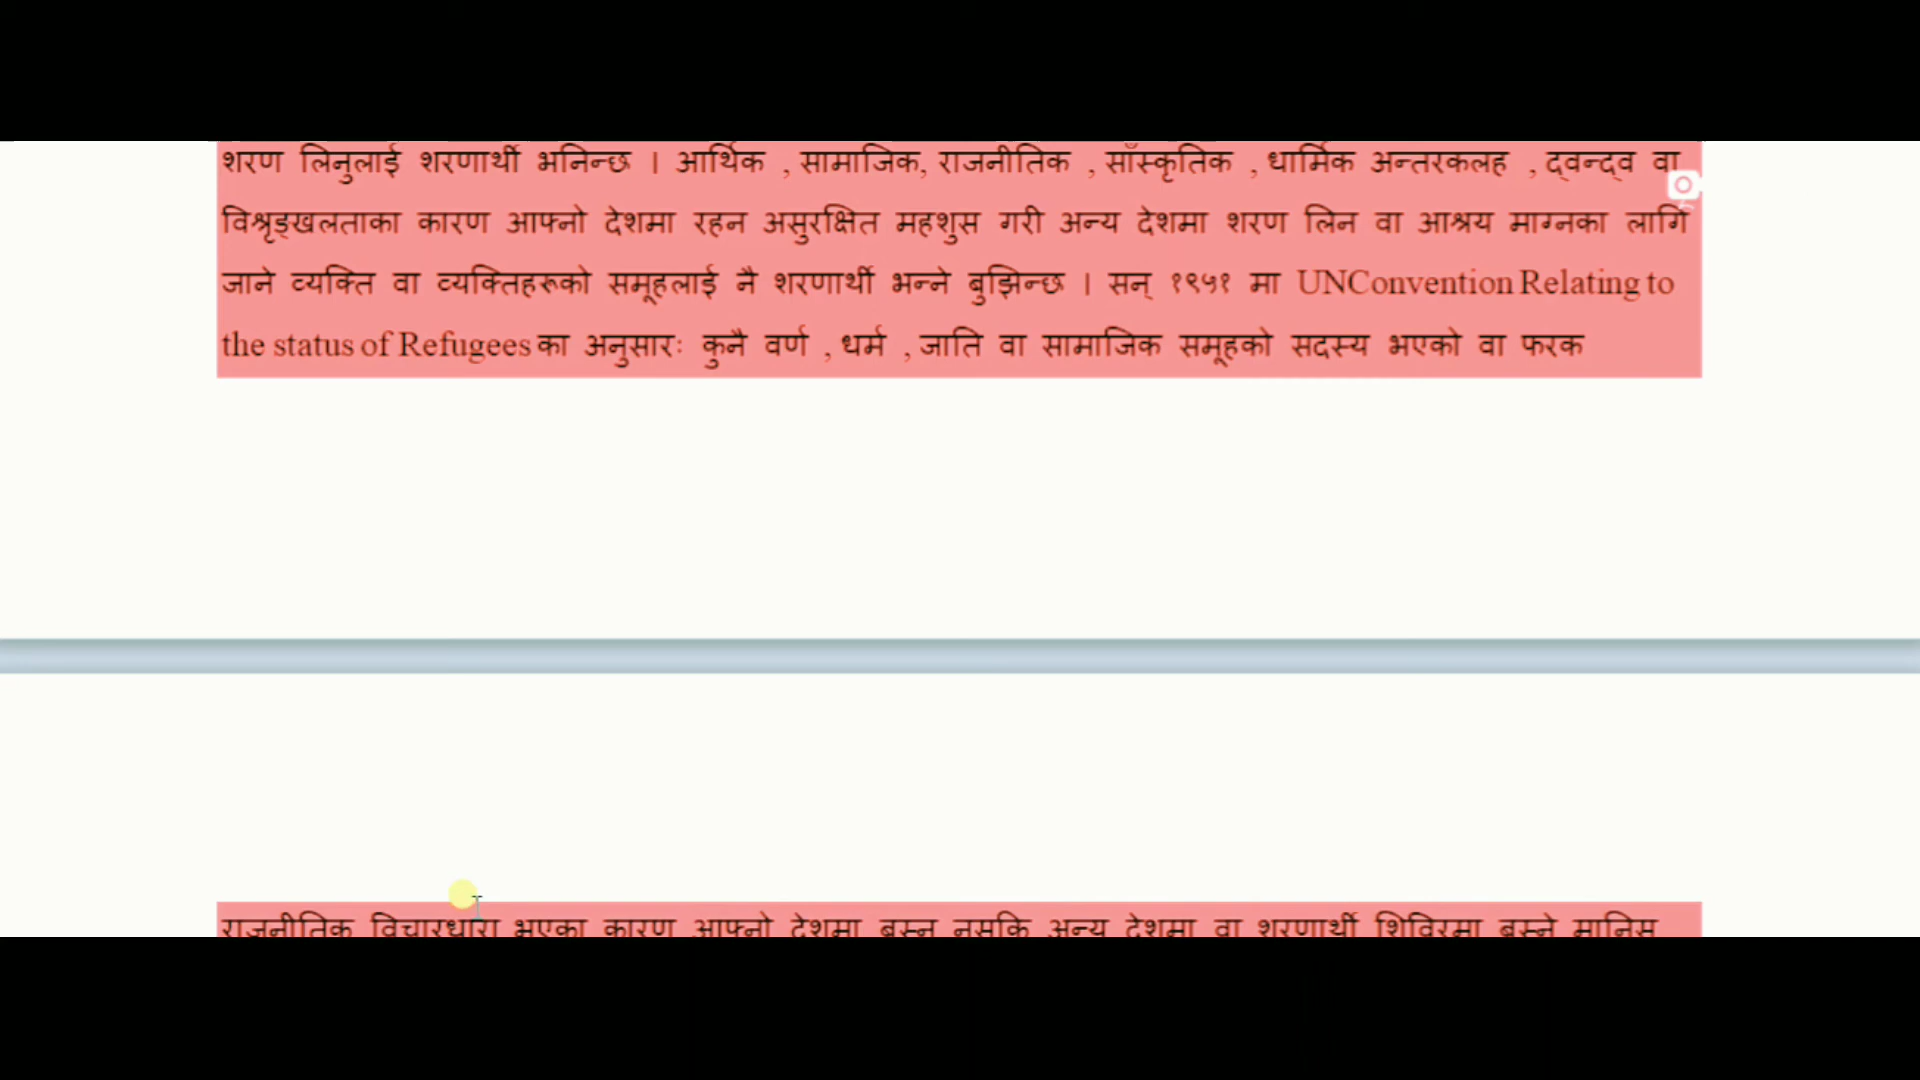 शरण लिनुलाई शरणार्थी भनिन्छ । आर्थिक , सामाजिक, राजनीतिक , साँस्कृतिक , धार्मिक अन्तरकलह , द्वन्द्व वा
विश्रृङ्खलताका कारण आफ्नो देशमा रहन असुरक्षित महशुस गरी अन्य देशमा शरण लिन वा आश्रय माग्नका लागि
जाने व्यक्ति वा व्यक्तिहरूको समूहलाई नै शरणार्थी भन्ने बुझिन्छ । सन् १९५१ मा UNConvention Relating to
the status of Refugees का अनुसारः कुनै वर्ण , धर्म , जाति वा सामाजिक समूहको सदस्य भएको वा फरक
राजनीतिक विचारधारा भएका कारण आफ्नो देशमा बस्न नसकि अन्य देशमा वा शरणार्थी शिविरमा बस्ने मानिस